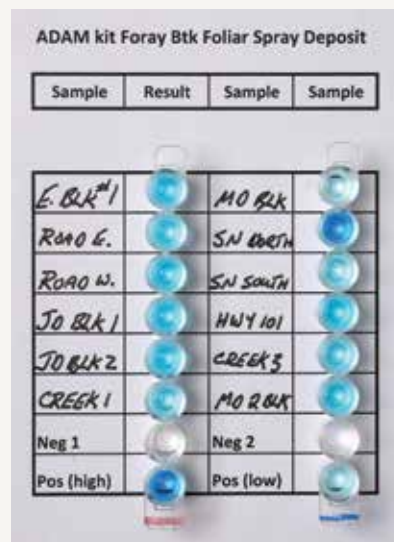 ADAM kit Foray Btk Foliar Spray Deposit
Sample Result Sample Sample
E. BLK #1 MO BLK
ROAD E. SN NORTH
ROAD W. SN SOUTH
JO BLK 1 HWY 101
JO BLK 2 CREEK 3
CREEK 1 MO 2 BLK
Neg 1 Neg 2
Pos (high) Pos (low)